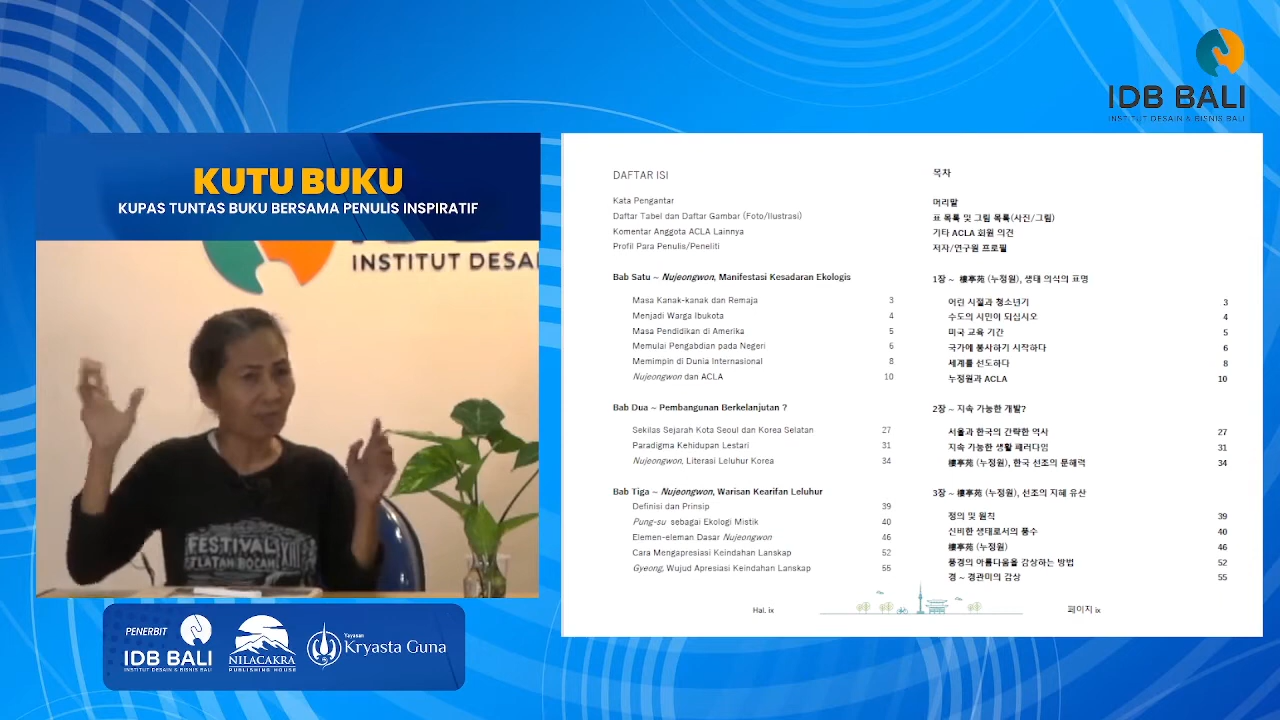 IDB BALI
INSTITUT DESAIN & BISNIS BALI
KUTU BUKU
KUPAS TUNTAS BUKU BERSAMA PENULIS INSPIRATIF
INSTITUT DESAI
FESTIVAL
TLATAH BOCAH XIII
PENERBIT
IDB BALI
INSTITUT DESAIN & BISNIS BALI
NILACAKRA
PUBLISHING HOUSE
Yayasan
Kryasta Guna
DAFTAR ISI
Kata Pengantar
Daftar Tabel dan Daftar Gambar (Foto/Ilustrasi)
Komentar Anggota ACLA Lainnya
Profil Para Penulis/Peneliti
Bab Satu ~ Nujeongwon, Manifestasi Kesadaran Ekologis
Masa Kanak-kanak dan Remaja 3
Menjadi Warga Ibukota 4
Masa Pendidikan di Amerika 5
Memulai Pengabdian pada Negeri 6
Memimpin di Dunia Internasional 8
Nujeongwon dan ACLA 10
Bab Dua ~ Pembangunan Berkelanjutan ?
Sekilas Sejarah Kota Seoul dan Korea Selatan 27
Paradigma Kehidupan Lestari 31
Nujeongwon, Literasi Leluhur Korea 34
Bab Tiga ~ Nujeongwon, Warisan Kearifan Leluhur
Definisi dan Prinsip 39
Pung-su sebagai Ekologi Mistik 40
Elemen-eleman Dasar Nujeongwon 46
Cara Mengapresiasi Keindahan Lanskap 52
Gyeong, Wujud Apresiasi Keindahan Lanskap 55
Hal. ix
목차
머리말
표 목록 및 그림 목록(사진/그림)
기타 ACLA 회원 의견
저자/연구원 프로필
1장 ~ 樓亭苑 (누정원), 생태 의식의 표명
어린 시절과 청소년기 3
수도의 시민이 되십시오 4
미국 교육 기간 5
국가에 봉사하기 시작하다 6
세계를 선도하다 8
누정원과 ACLA 10
2장 ~ 지속 가능한 개발?
서울과 한국의 간략한 역사 27
지속 가능한 생활 패러다임 31
樓亭苑 (누정원), 한국 선조의 문해력 34
3장 ~ 樓亭苑 (누정원), 선조의 지혜 유산
정의 및 원칙 39
신비한 생태로서의 풍수 40
樓亭苑 (누정원) 46
풍경의 아름다움을 감상하는 방법 52
경 ~ 경관미의 감상 55
페이지 ix